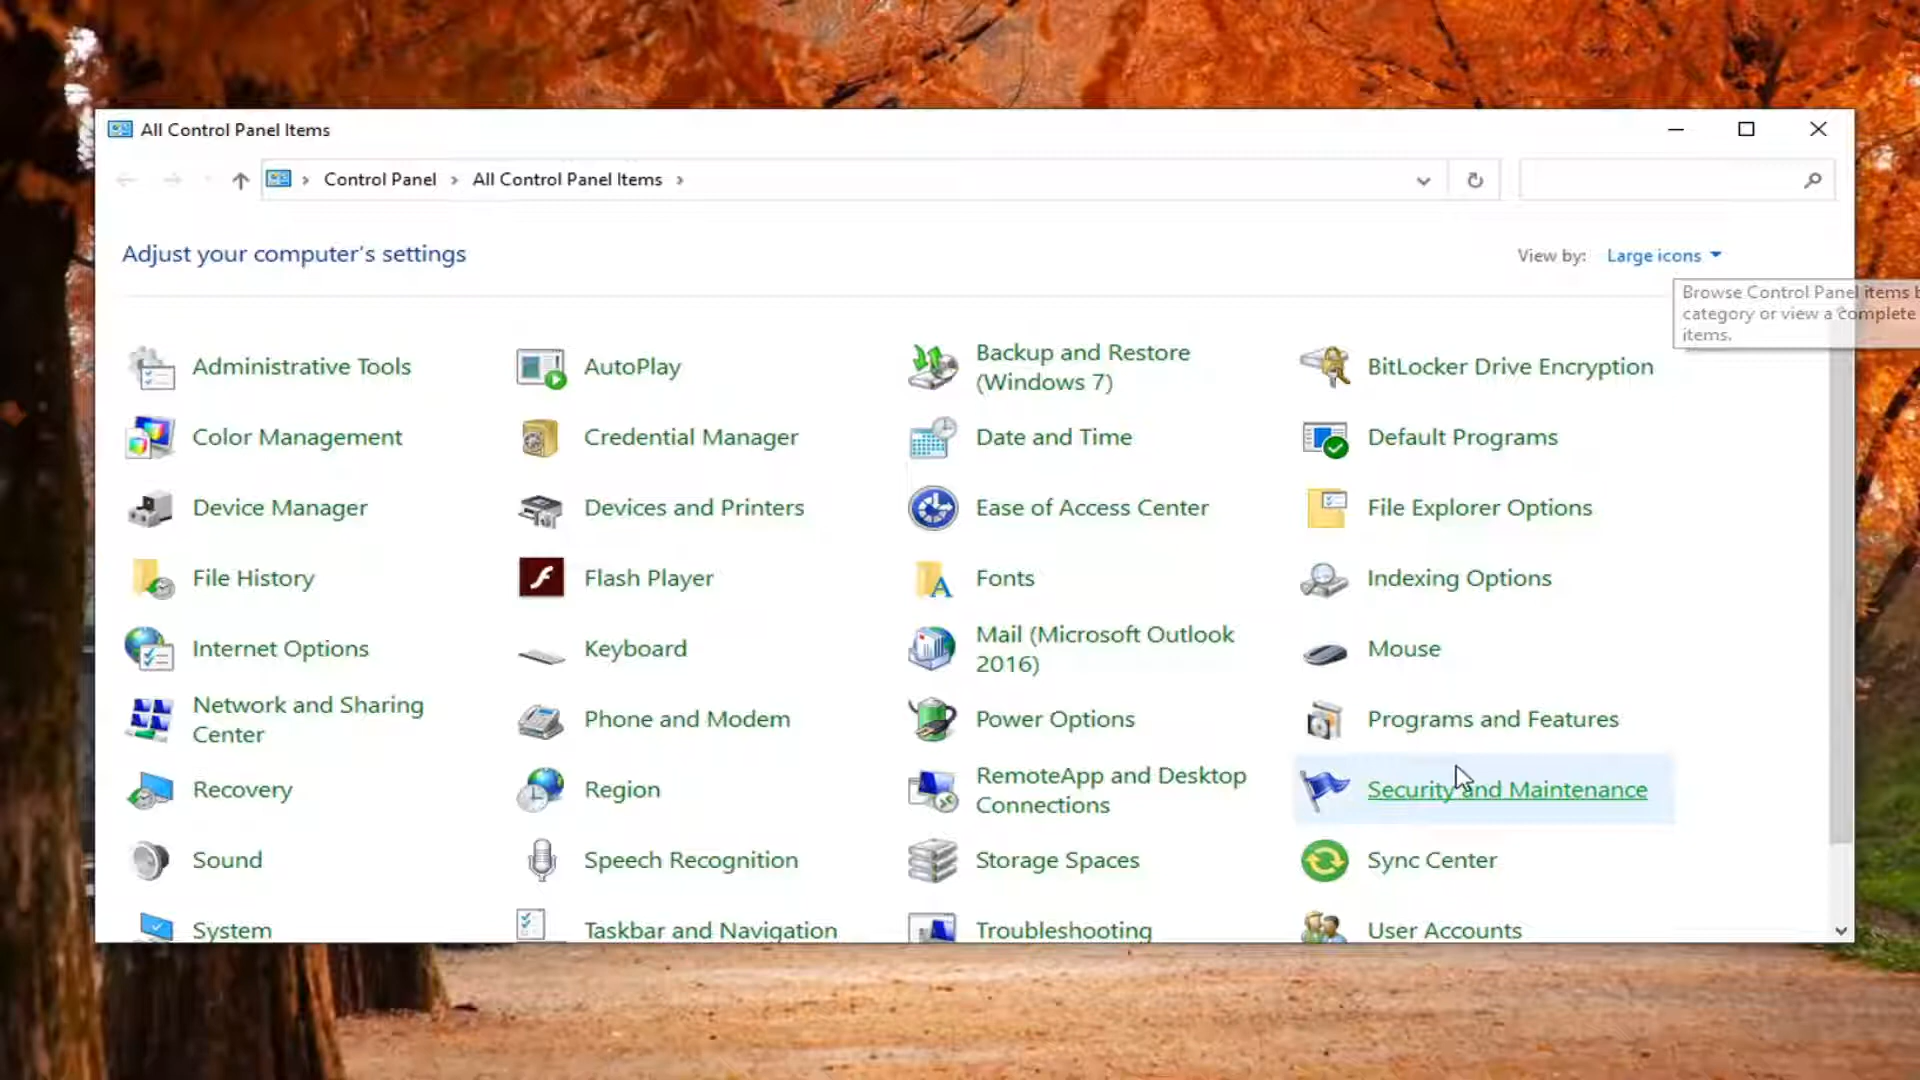 All Control Panel Items
Control Panel > All Control Panel Items >
Adjust your computer's settings
View by: Large icons
Browse Control Panel items
category or view a complete
items.
Administrative Tools
AutoPlay
Backup and Restore
(Windows 7)
BitLocker Drive Encryption
Color Management
Credential Manager
Date and Time
Default Programs
Device Manager
Devices and Printers
Ease of Access Center
File Explorer Options
File History
Flash Player
Fonts
Indexing Options
Internet Options
Keyboard
Mail (Microsoft Outlook
2016)
Mouse
Network and Sharing
Center
Phone and Modem
Power Options
Programs and Features
Recovery
Region
RemoteApp and Desktop
Connections
Security and Maintenance
Sound
Speech Recognition
Storage Spaces
Sync Center
System
Taskbar and Navigation
Troubleshooting
User Accounts